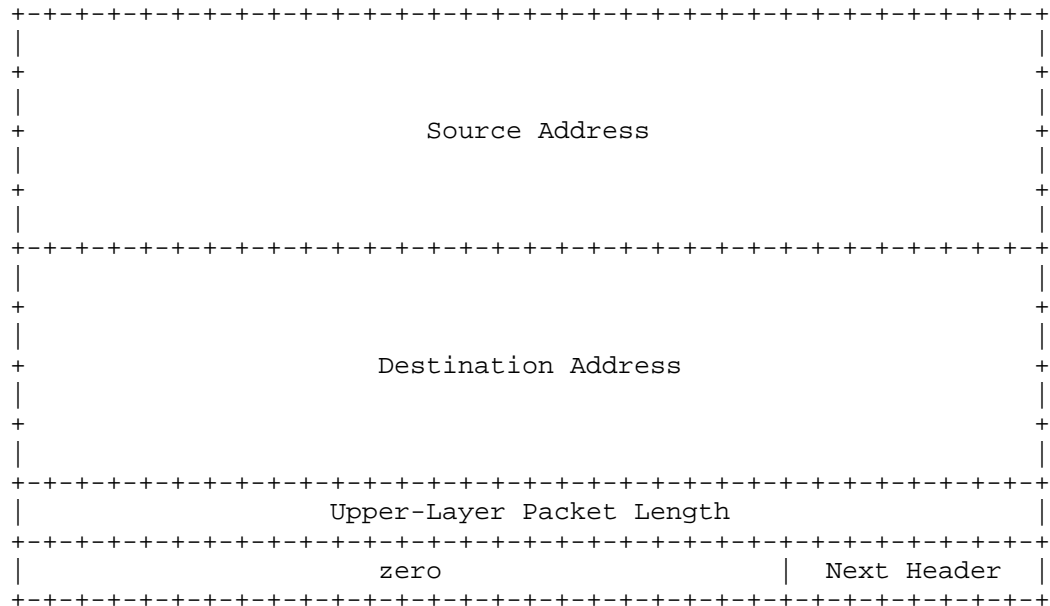 Source Address
Destination Address
Upper-Layer Packet Length
zero | Next Header